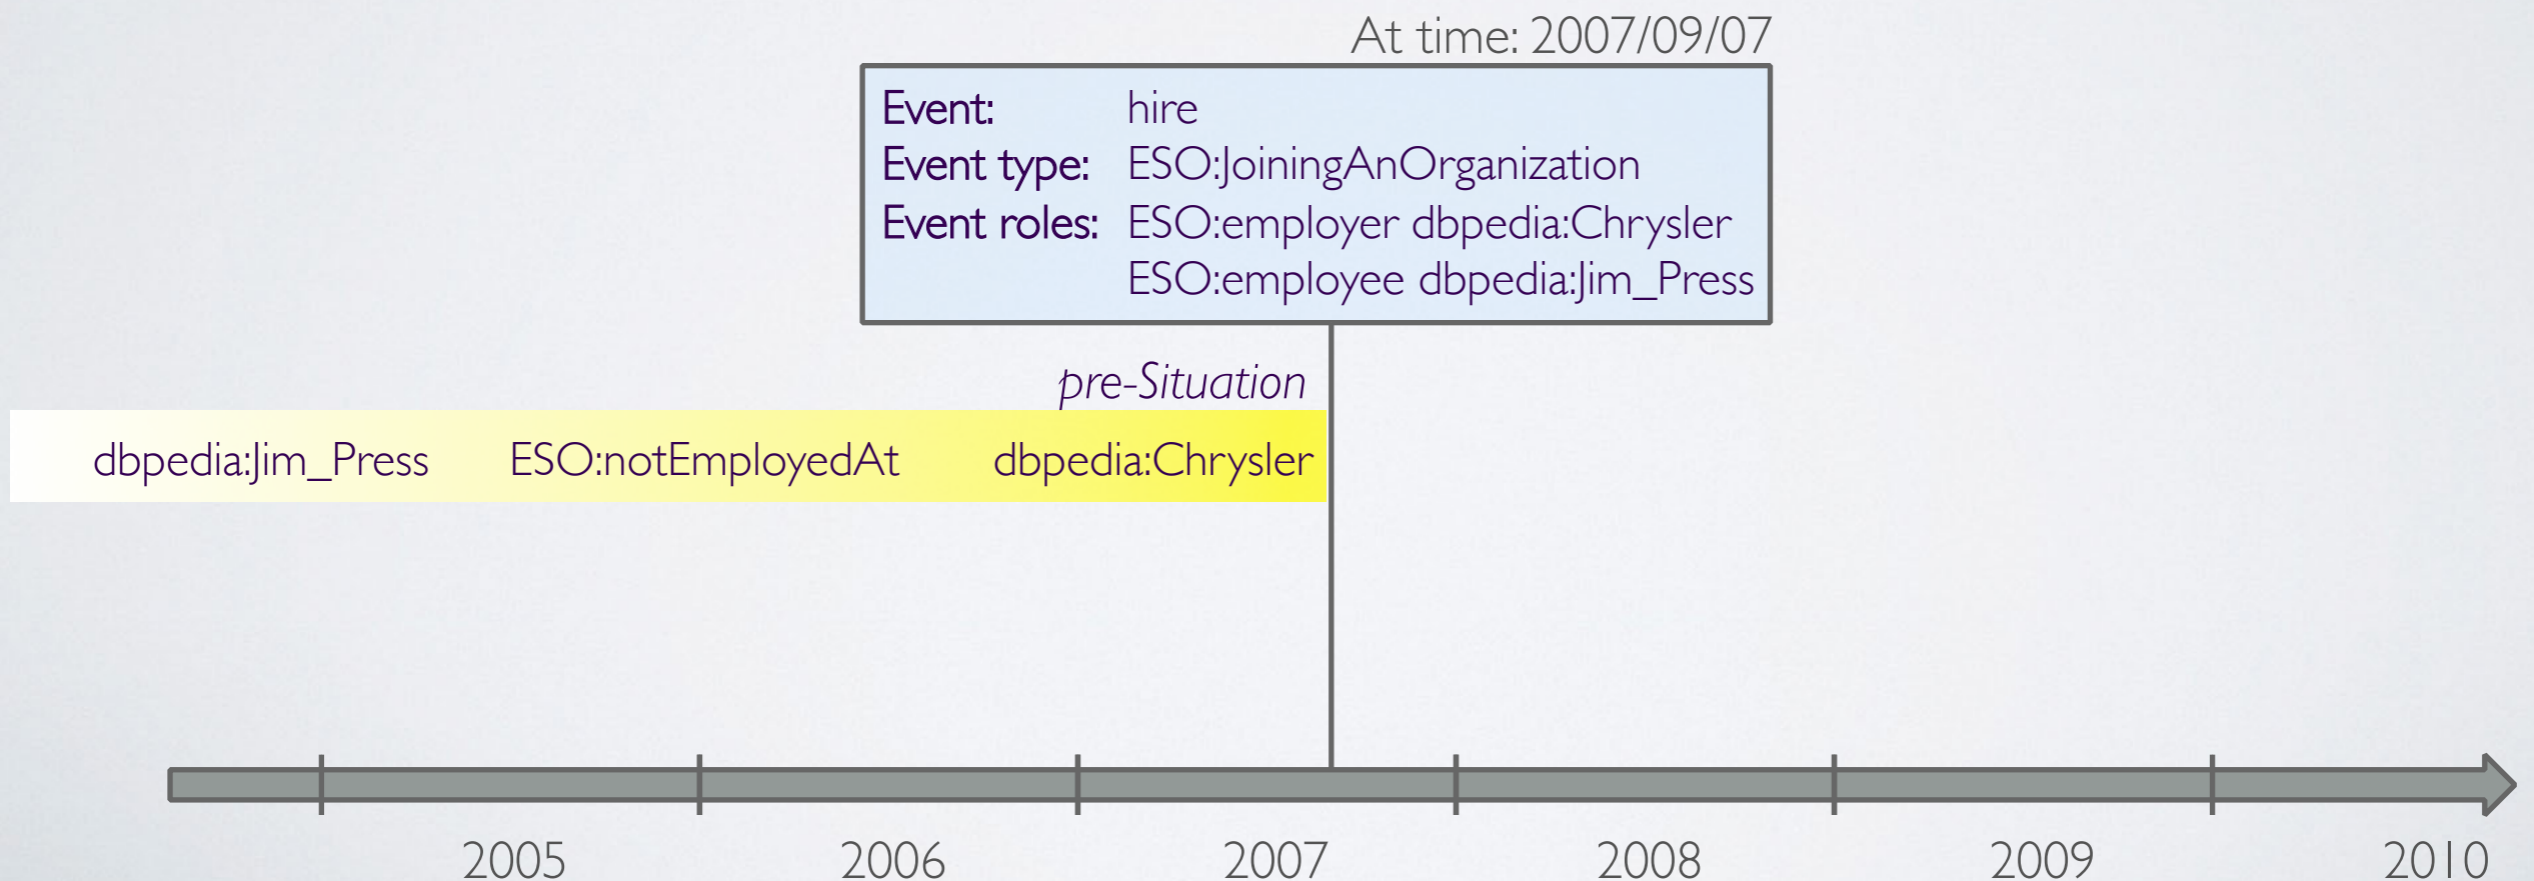 At time: 2007/09/07
Event: hire
Event type: ESO:JoiningAnOrganization
Event roles: ESO:employer dbpedia:Chrysler
ESO:employee dbpedia:Jim_Press
pre-Situation
dbpedia:Jim_Press ESO:notEmployedAt dbpedia:Chrysler
2005 2006 2007 2008 2009 2010